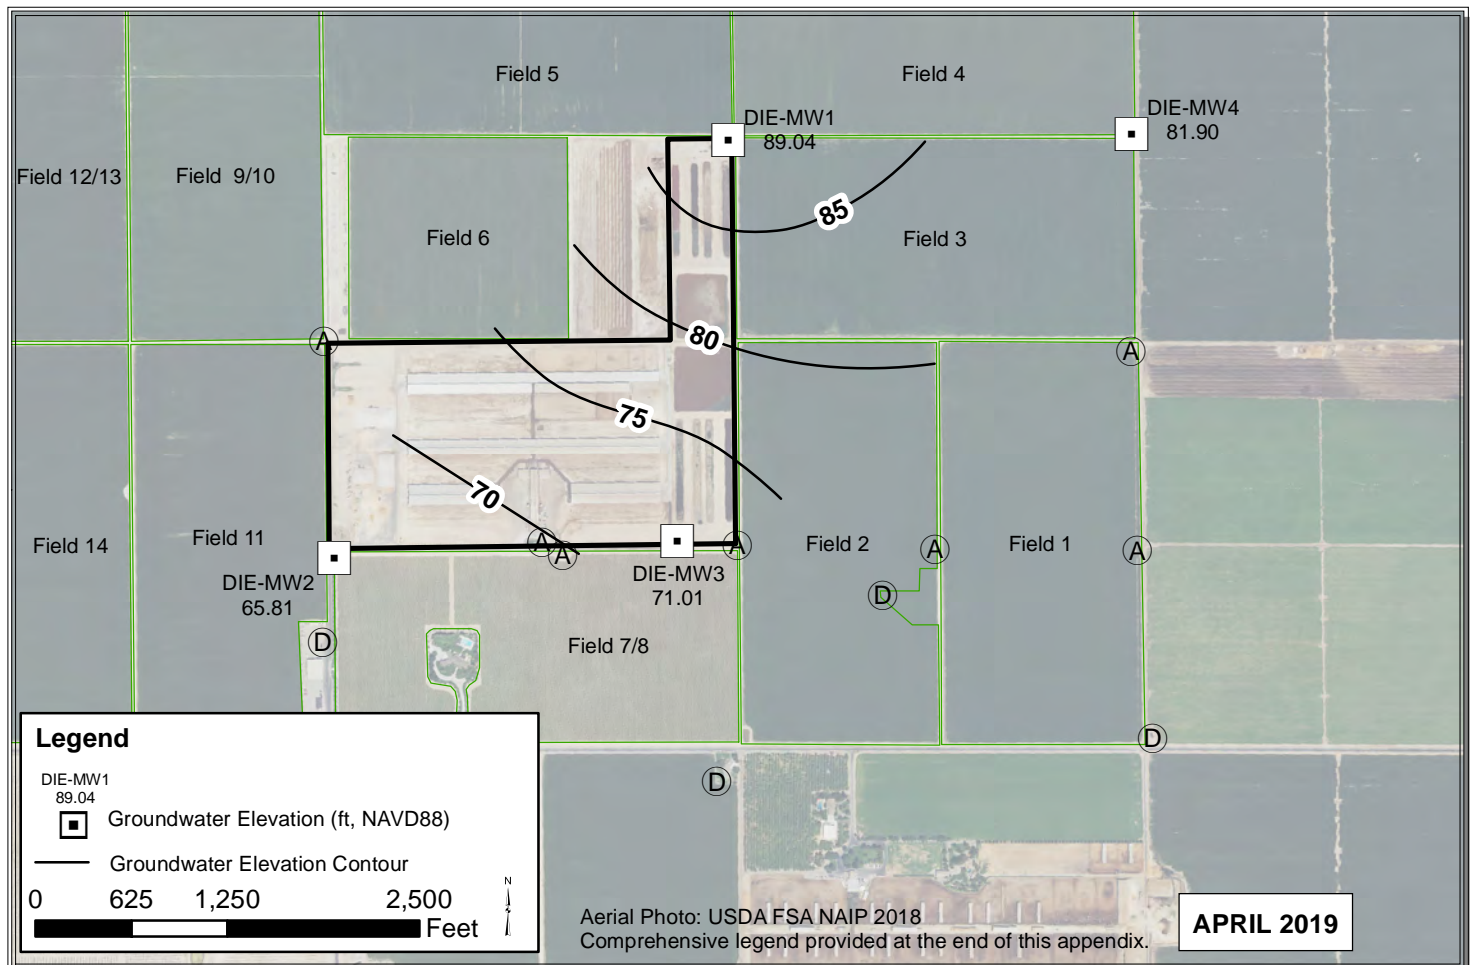 Field 5
Field 4
DIE-MW1
89.04
DIE-MW4
81.90
Field 12/13
Field 9/10
Field 6
85
Field 3
A
80
A
75
70
Field 14
Field 11
A
A
DIE-MW3
71.01
A
Field 2
A
Field 1
A
DIE-MW2
65.81
D
D
Field 7/8
D
D
Legend
DIE-MW1
89.04
Groundwater Elevation (ft, NAVD88)
Groundwater Elevation Contour
0 625 1,250 2,500
Feet
N
Aerial Photo: USDA FSA NAIP 2018
Comprehensive legend provided at the end of this appendix.
APRIL 2019